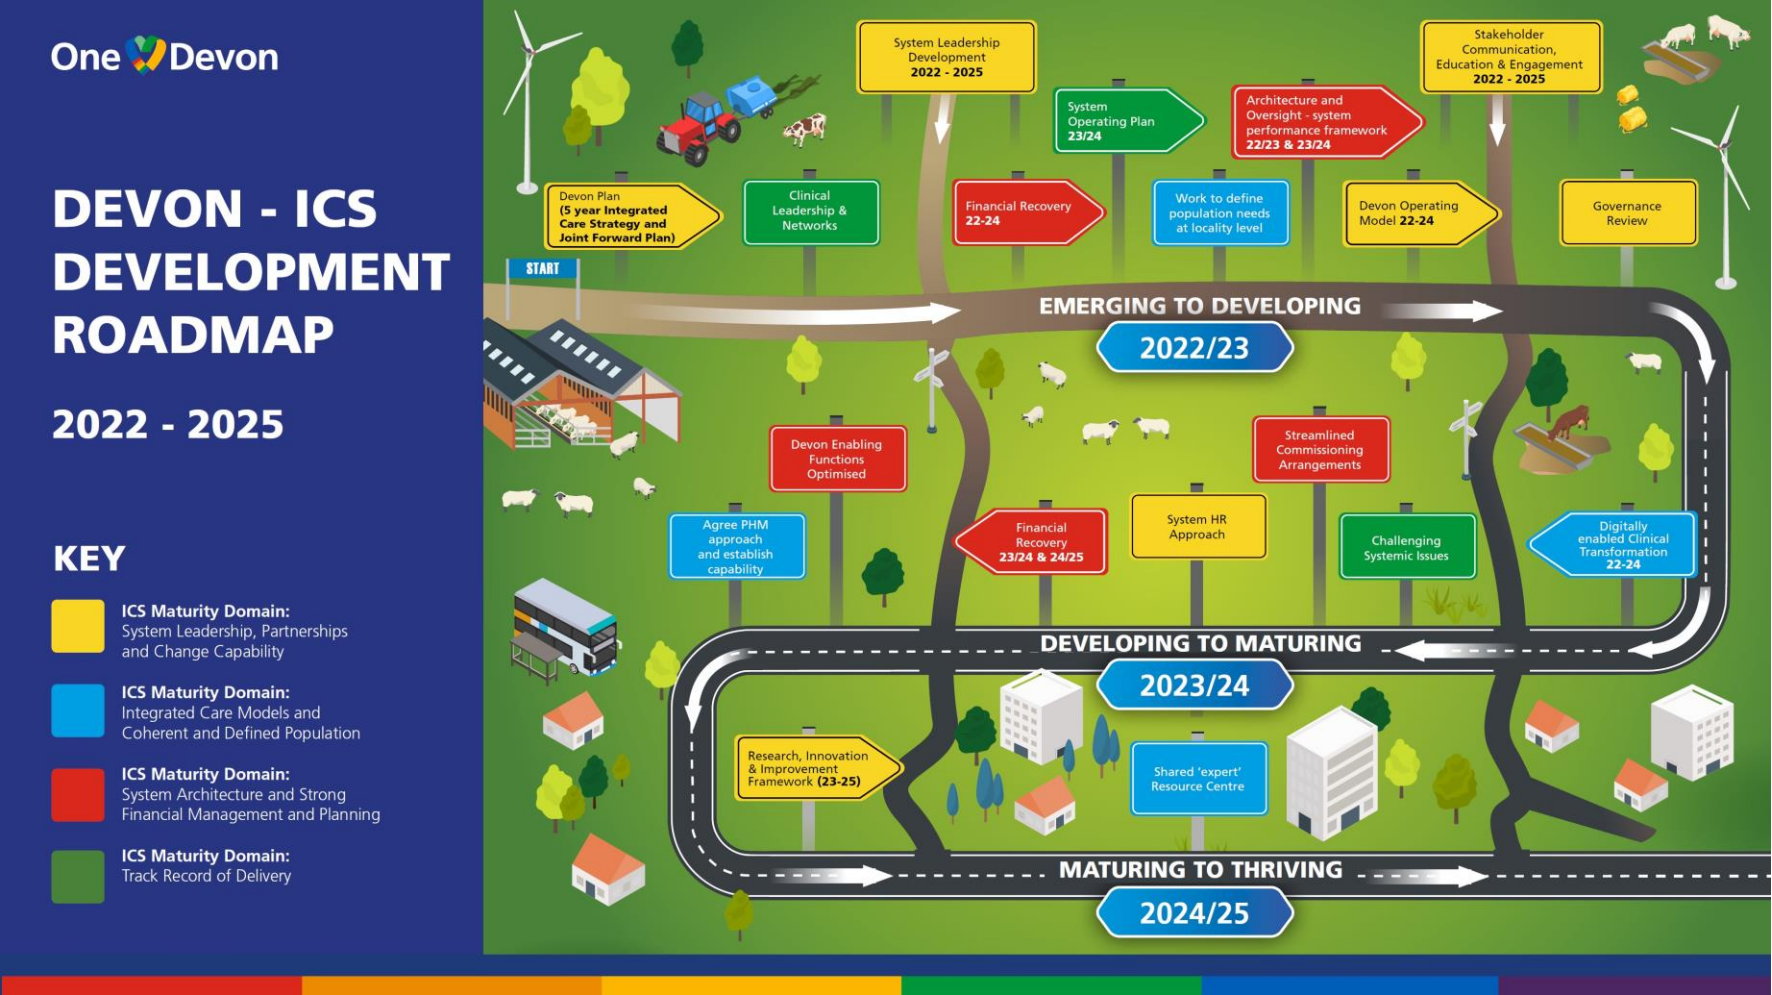 One Devon
DEVON - ICS
DEVELOPMENT
ROADMAP
2022 - 2025
KEY
ICS Maturity Domain:
System Leadership, Partnerships
and Change Capability
ICS Maturity Domain:
Integrated Care Models and
Coherent and Defined Population
ICS Maturity Domain:
System Architecture and Strong
Financial Management and Planning
ICS Maturity Domain:
Track Record of Delivery
System Leadership
Development
2022 - 2025
Stakeholder
Communication,
Education & Engagement
2022 - 2025
System
Operating Plan
23/24
Architecture and
Oversight - system
performance framework
22/23 & 23/24
Devon Plan
(5 year Integrated
Care Strategy and
Joint Forward Plan)
Clinical
Leadership &
Networks
Financial Recovery
22-24
Work to define
population needs
at locality level
Devon Operating
Model 22-24
Governance
Review
START
EMERGING TO DEVELOPING
2022/23
Devon Enabling
Functions
Optimised
Streamlined
Commissioning
Arrangements
Agree PHM
approach
and establish
capability
Financial
Recovery
23/24 & 24/25
System HR
Approach
Challenging
Systemic Issues
Digitally
enabled Clinical
Transformation
22-24
DEVELOPING TO MATURING
2023/24
Research, Innovation
& Improvement
Framework (23-25)
Shared ‘expert’
Resource Centre
MATURING TO THRIVING
2024/25